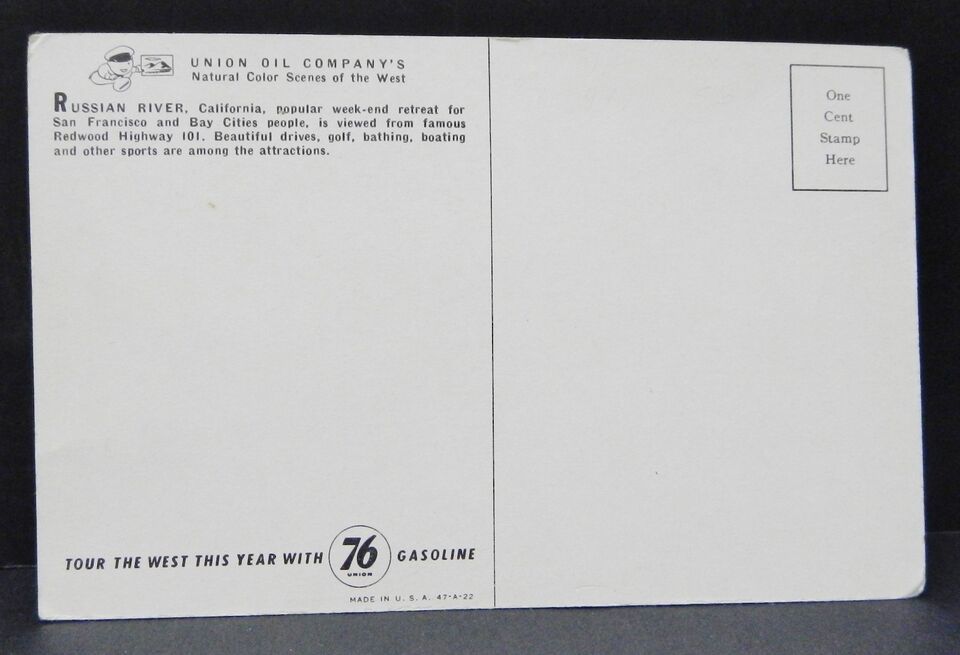 UNION OIL COMPANY'S
Natural Color Scenes of the West
RUSSIAN RIVER, California, popular week-end retreat for
San Francisco and Bay Cities people, is viewed from famous
Redwood Highway 101. Beautiful drives, golf, bathing, boating
and other sports are among the attractions.
One
Cent
Stamp
Here
TOUR THE WEST THIS YEAR WITH 76 GASOLINE
UNION
MADE IN U. S. A. 47-A-22